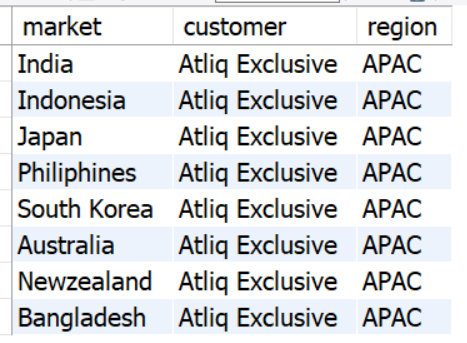 market customer region
India Atliq Exclusive APAC
Indonesia Atliq Exclusive APAC
Japan Atliq Exclusive APAC
Philiphines Atliq Exclusive APAC
South Korea Atliq Exclusive APAC
Australia Atliq Exclusive APAC
Newzealand Atliq Exclusive APAC
Bangladesh Atliq Exclusive APAC